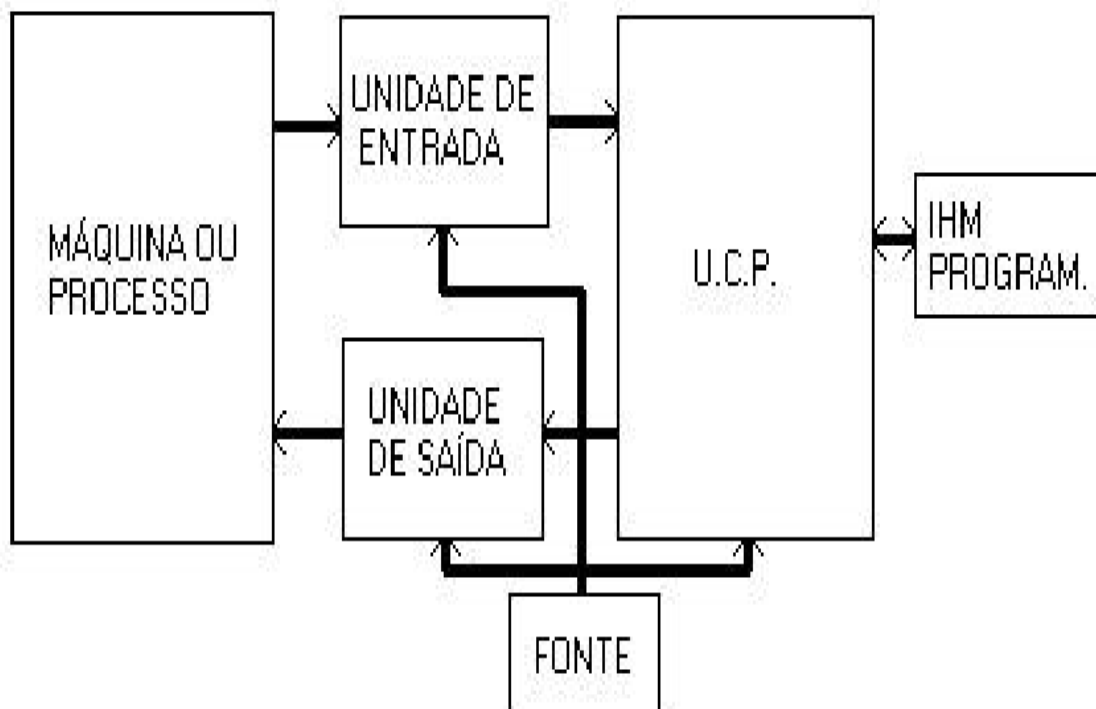 UNIDADE DE
ENTRADA
MÁQUINA OU
PROCESSO
U.C.P.
IHM
PROGRAM.
UNIDADE
DE SAÍDA
FONTE